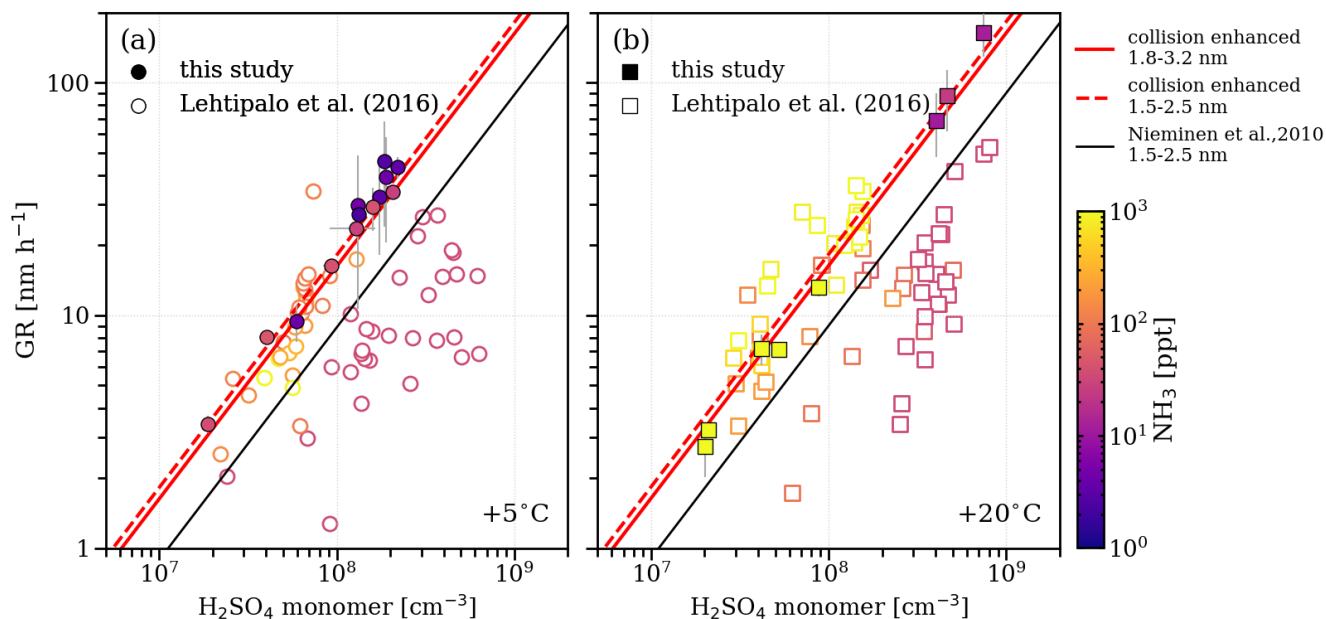 (a)
this study
Lehtipalo et al. (2016)
+5°C
GR [nm h⁻¹]
100
10
1
10⁷
10⁸
10⁹
H₂SO₄ monomer [cm⁻³]
(b)
this study
Lehtipalo et al. (2016)
+20°C
10⁷
10⁸
10⁹
H₂SO₄ monomer [cm⁻³]
collision enhanced
1.8-3.2 nm
collision enhanced
1.5-2.5 nm
Nieminen et al.,2010
1.5-2.5 nm
10³
10²
10¹
10⁰
NH₃ [ppt]